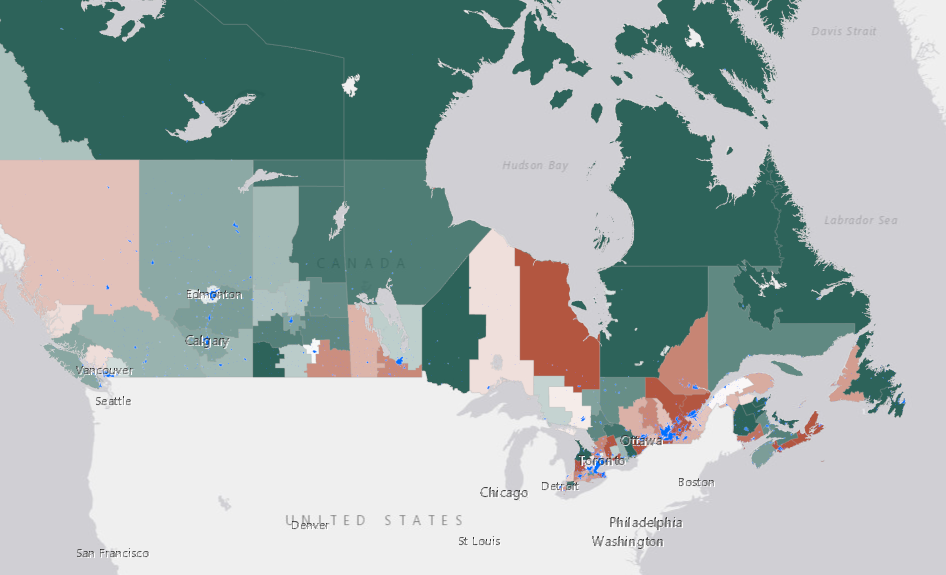 Davis Strait
Hudson Bay
Labrador Sea
CANADA
Edmonton
Calgary
Vancouver
Seattle
Ottawa
Toronto
Boston
Detroit
Chicago
UNITED STATES
Denver
Philadelphia
St Louis
Washington
San Francisco